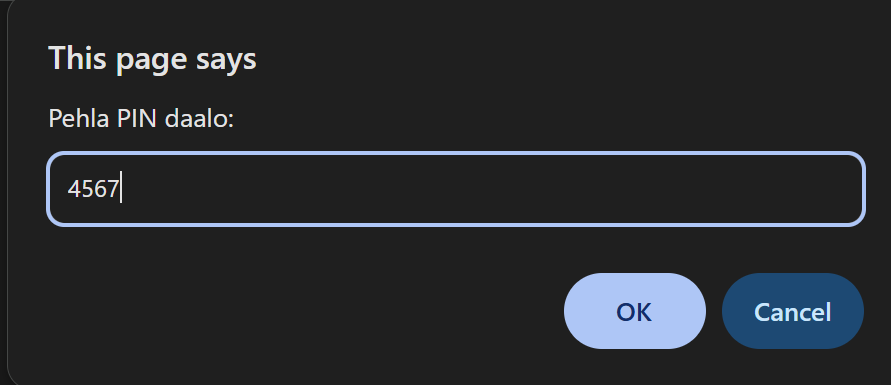 This page says
Pehla PIN daalo:
4567
OK
Cancel